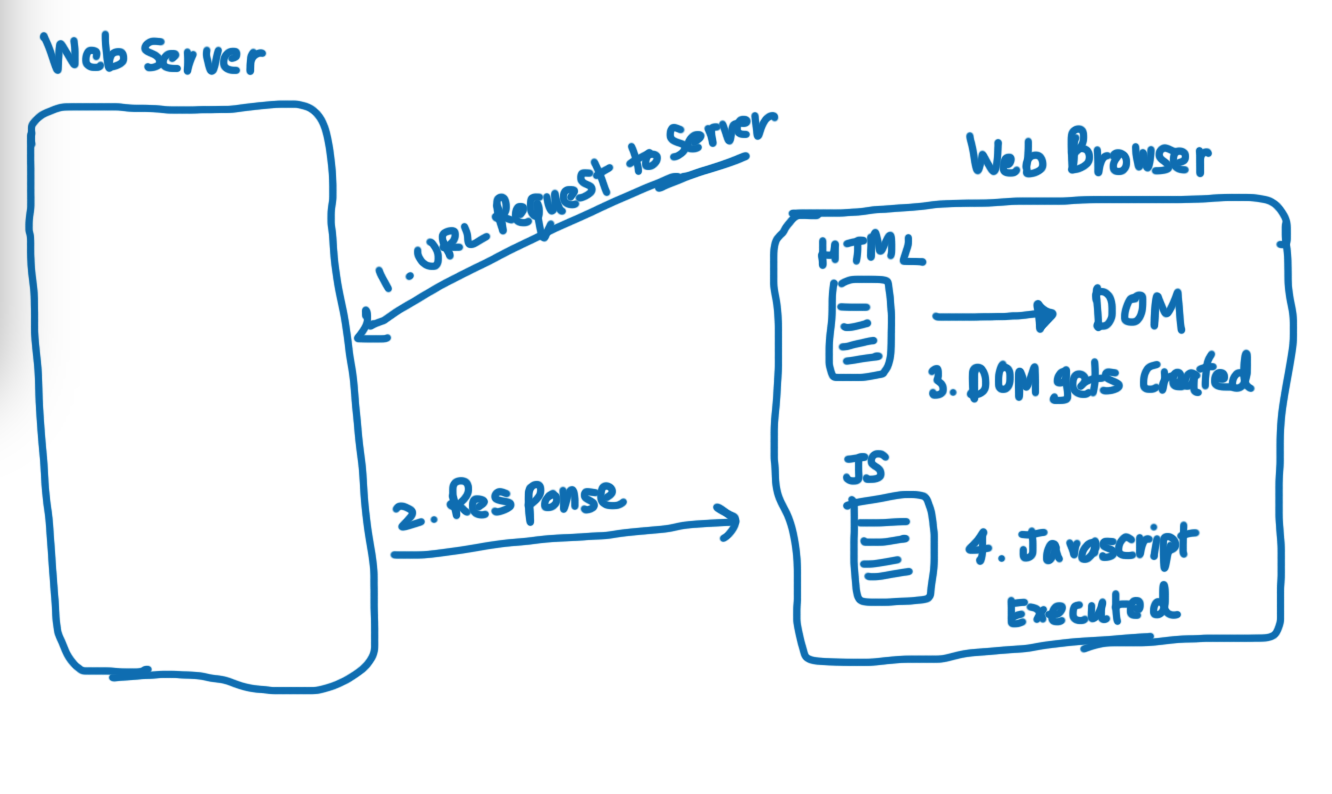 Web Server
1. URL Request to Server
Web Browser
HTML
DOM
3. DOM gets Created
2. Response
JS
4. Javascript
Executed